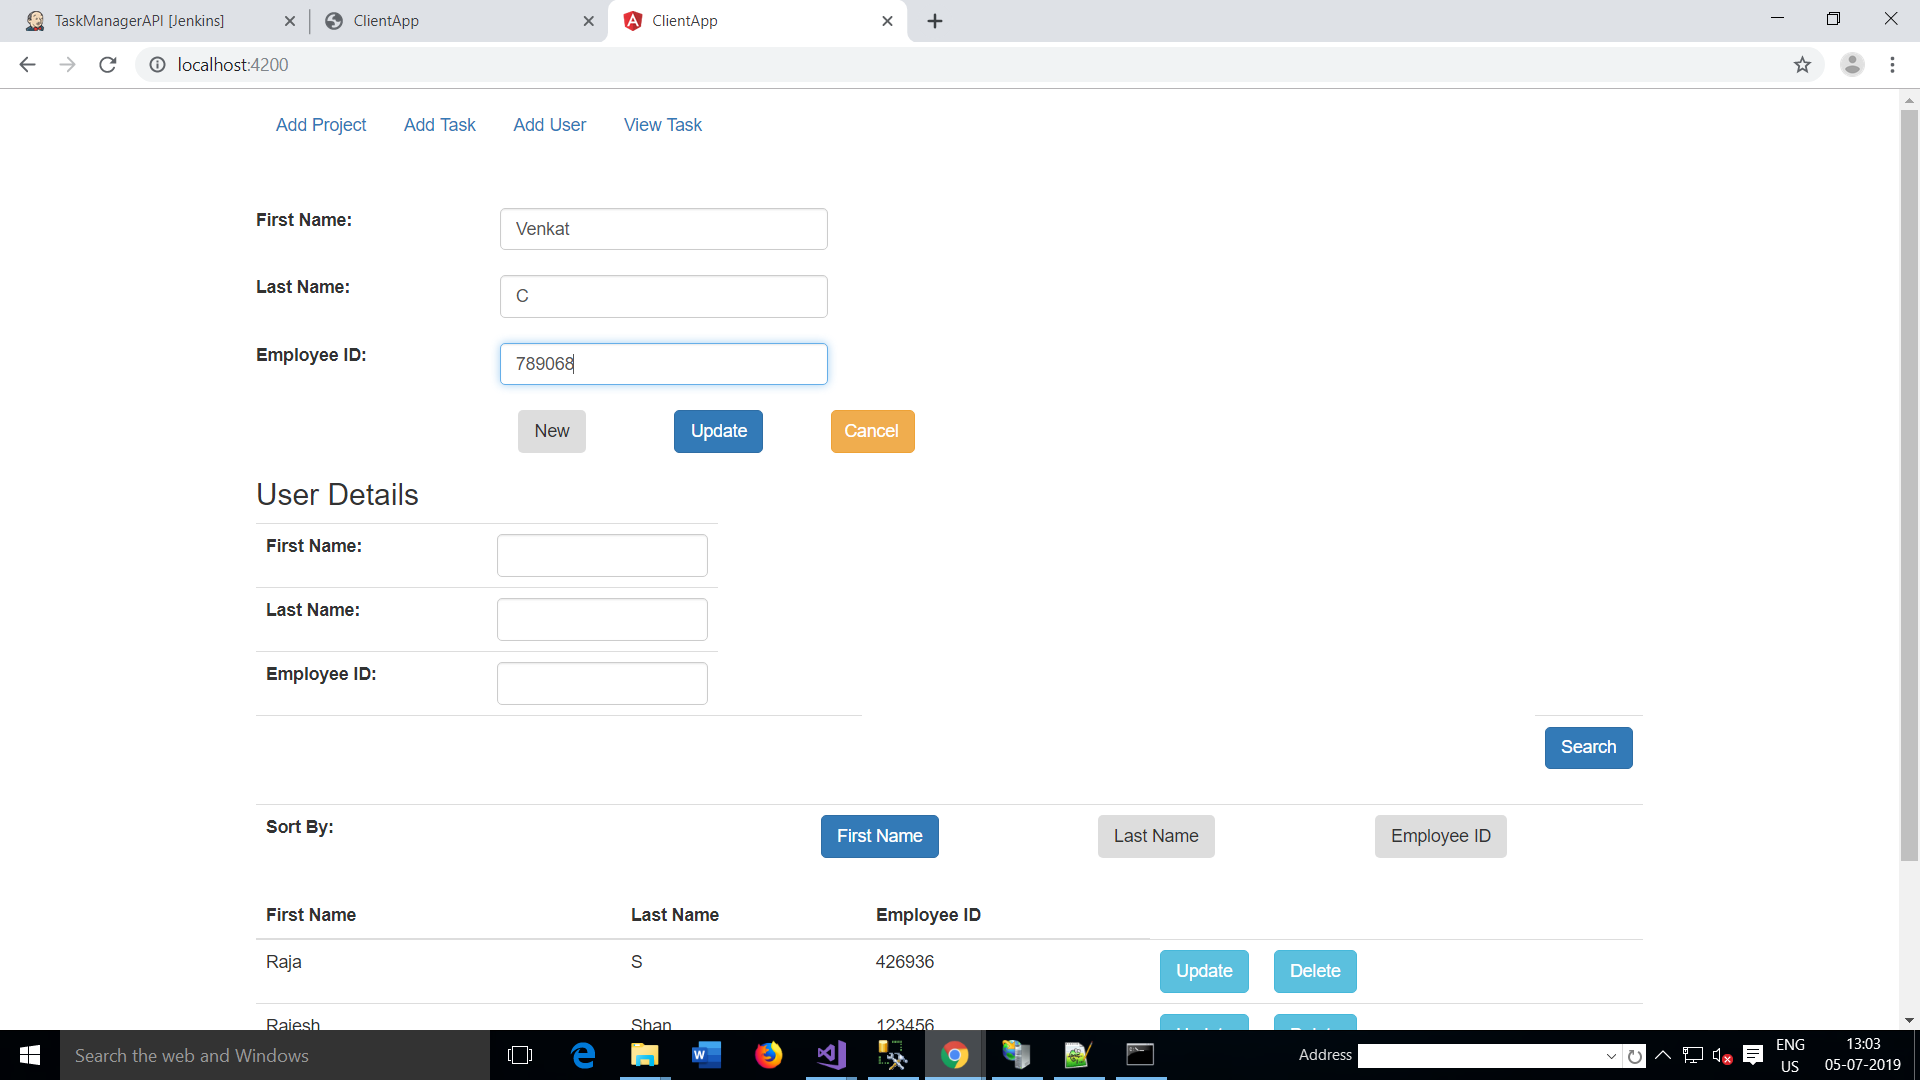 TaskManagerAPI [Jenkins] ClientApp ClientApp
localhost:4200
Add Project Add Task Add User View Task
First Name: Venkat
Last Name: C
Employee ID: 789068
New Update Cancel
User Details
First Name:
Last Name:
Employee ID:
Search
Sort By: First Name Last Name Employee ID
First Name Last Name Employee ID
Raja S 426936 Update Delete
Rajesh Shan 123456 Update Delete
Search the web and Windows Address ENG US 13:03 05-07-2019